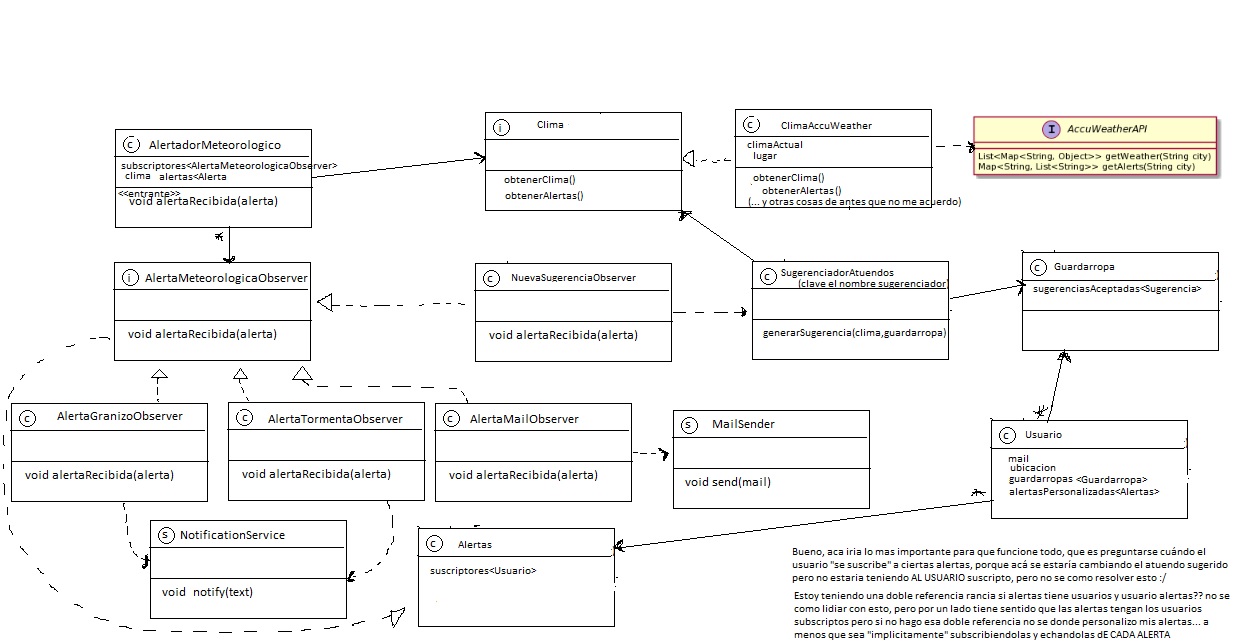 AlertadorMeteorologico
subscriptores<AlertaMeteorologicaObserver>
clima alertas<Alerta
<<entrante>>
void alertaRecibida(alerta)
i
Clima
obtenerClima()
obtenerAlertas()
c
ClimaAccuWeather
climaActual
lugar
obtenerClima()
obtenerAlertas()
(... y otras cosas de antes que no me acuerdo)
I
AccuWeatherAPI
List<Map<String, Object>> getWeather(String city)
Map<String, List<String>> getAlerts(String city)
c
*
i
AlertaMeteorologicaObserver
void alertaRecibida(alerta)
c
NuevaSugerenciaObserver
void alertaRecibida(alerta)
c
SugerenciadorAtuendos
(clave el nombre sugerenciador)
generarSugerencia(clima,guardarropa)
c
Guardarropa
sugerenciasAceptadas<Sugerencia>
c
AlertaGranizoObserver
void alertaRecibida(alerta)
c
AlertaTormentaObserver
void alertaRecibida(alerta)
c
AlertaMailObserver
void alertaRecibida(alerta)
s
MailSender
void send(mail)
*
c
Usuario
mail
ubicacion
guardarropas <Guardarropa>
alertasPersonalizadas<Alertas>
*
s
NotificationService
void notify(text)
c
Alertas
suscriptores<Usuario>
Bueno, aca iria lo mas importante para que funcione todo, que es preguntarse cuándo el
usuario "se suscribe" a ciertas alertas, porque acá se estaría cambiando el atuendo sugerido
pero no estaria teniendo AL USUARIO suscripto, pero no se como resolver esto :/
Estoy teniendo una doble referencia rancia si alertas tiene usuarios y usuario alertas?? no se
como lidiar con esto, pero por un lado tiene sentido que las alertas tengan los usuarios
subscriptos pero si no hago esa doble referencia no se donde personalizo mis alertas... a
menos que sea "implicitamente" subscribiendolas y echandolas dE CADA ALERTA